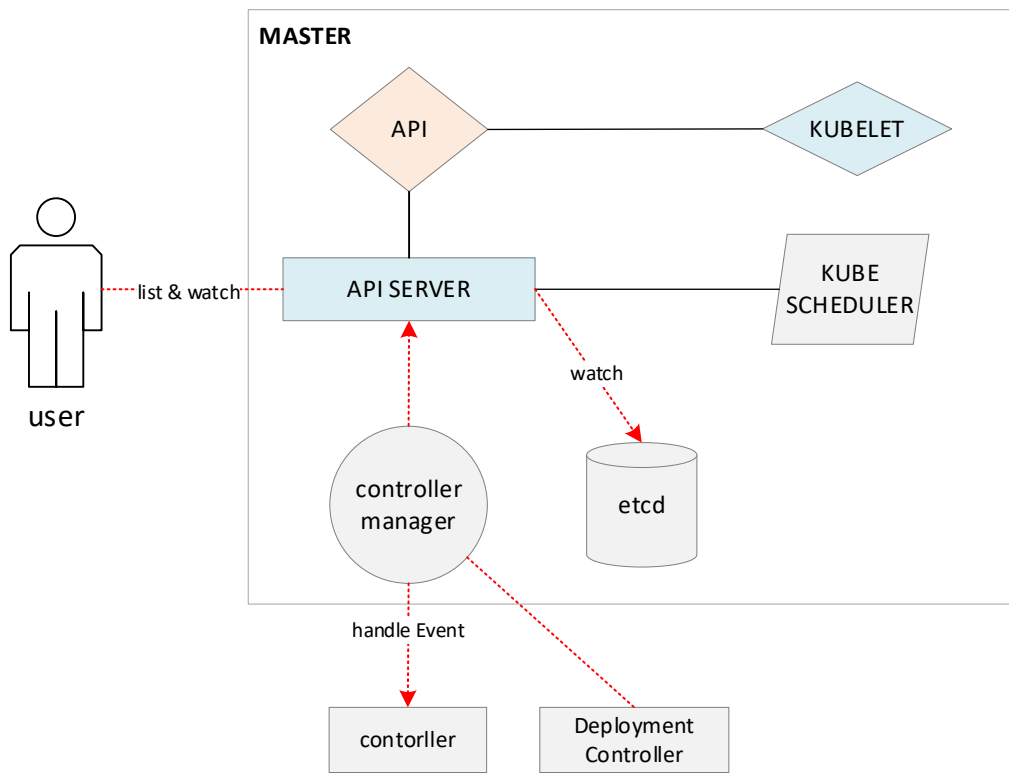 MASTER
API
KUBELET
list & watch
API SERVER
KUBE
SCHEDULER
user
watch
controller
manager
etcd
handle Event
contorller
Deployment
Controller